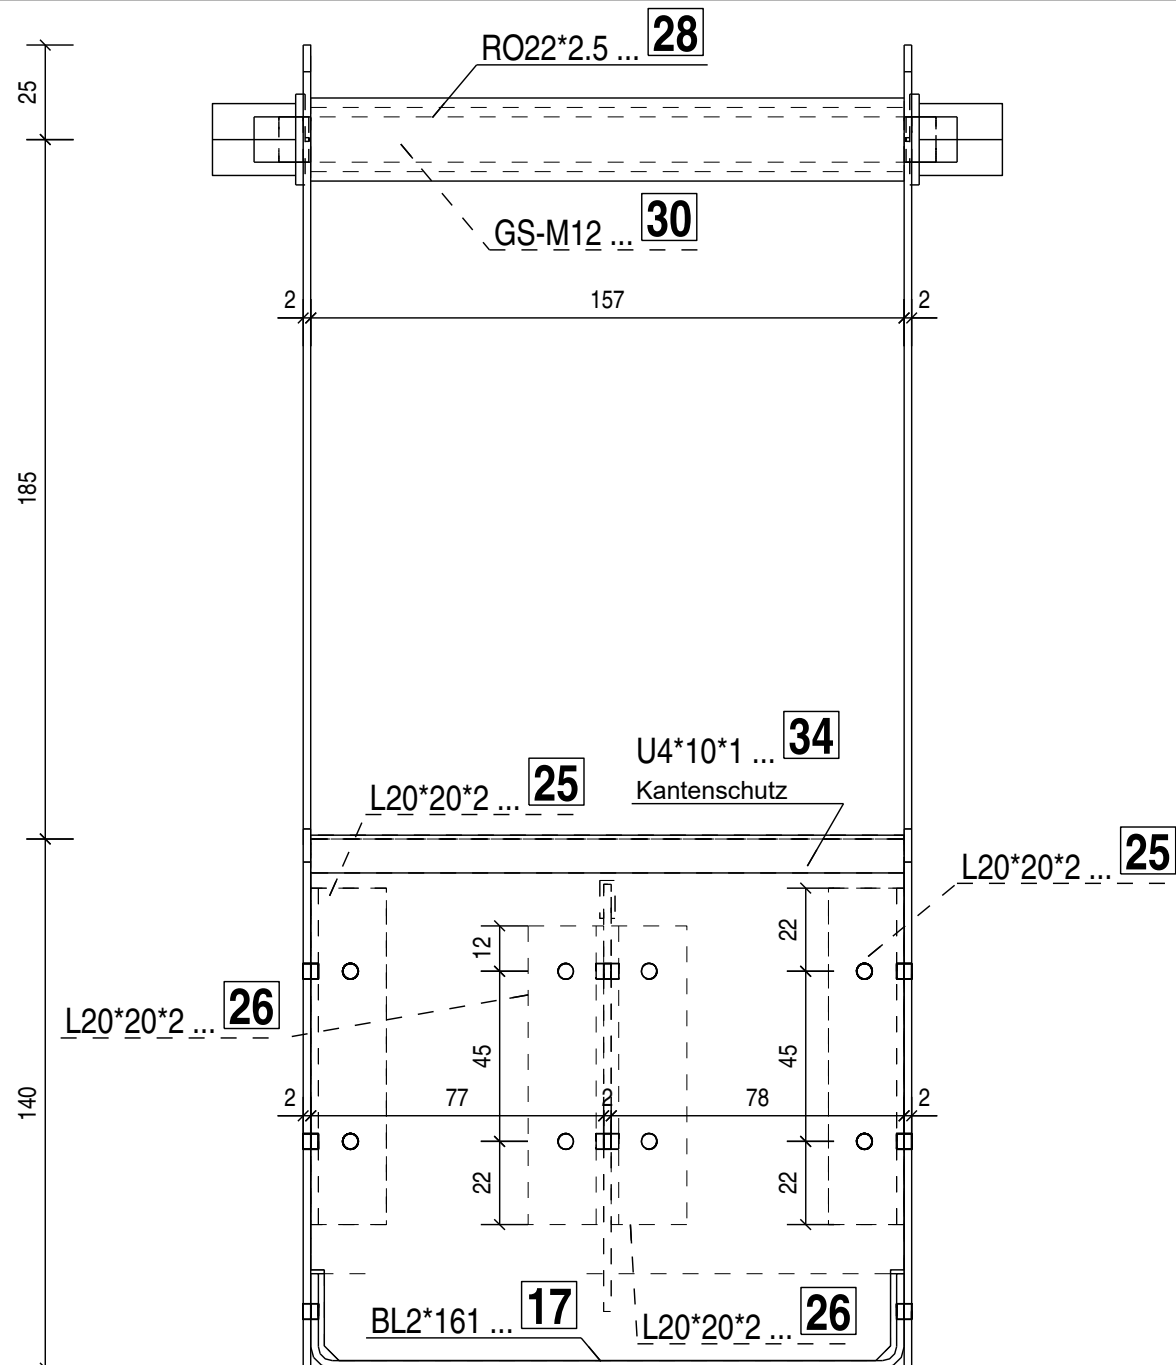 RO22*2.5 ... 28
25
GS-M12 ... 30
2 157 2
185
U4*10*1 ... 34
Kantenschutz
L20*20*2 ... 25
L20*20*2 ... 25
22
12
L20*20*2 ... 26
45
45
140
2 77 2 78 2
22
22
BL2*161 ... 17
L20*20*2 ... 26